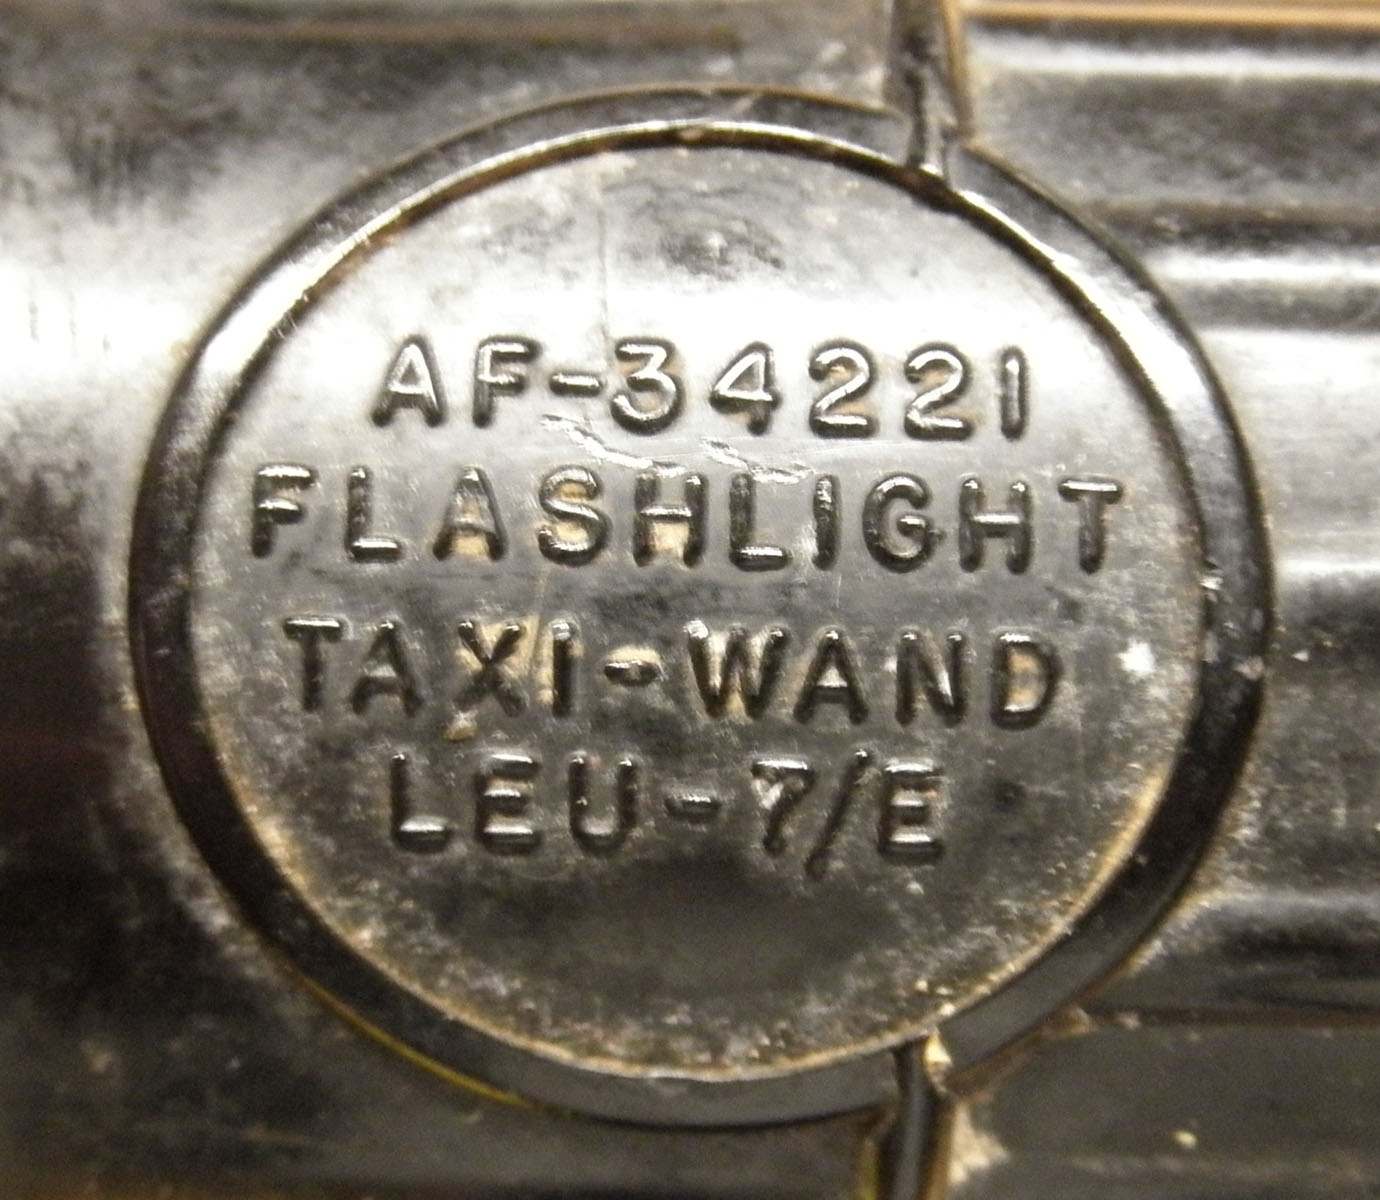 AF-34221
FLASHLIGHT
TAXI-WAND
LEU-7/E